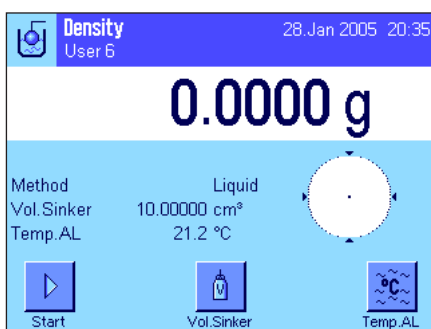 Density 28.Jan 2005 20:35
User 6
0.0000 g
Method Liquid
Vol.Sinker 10.00000 cm³
Temp.AL 21.2 °C
V °C
Start Vol.Sinker Temp.AL